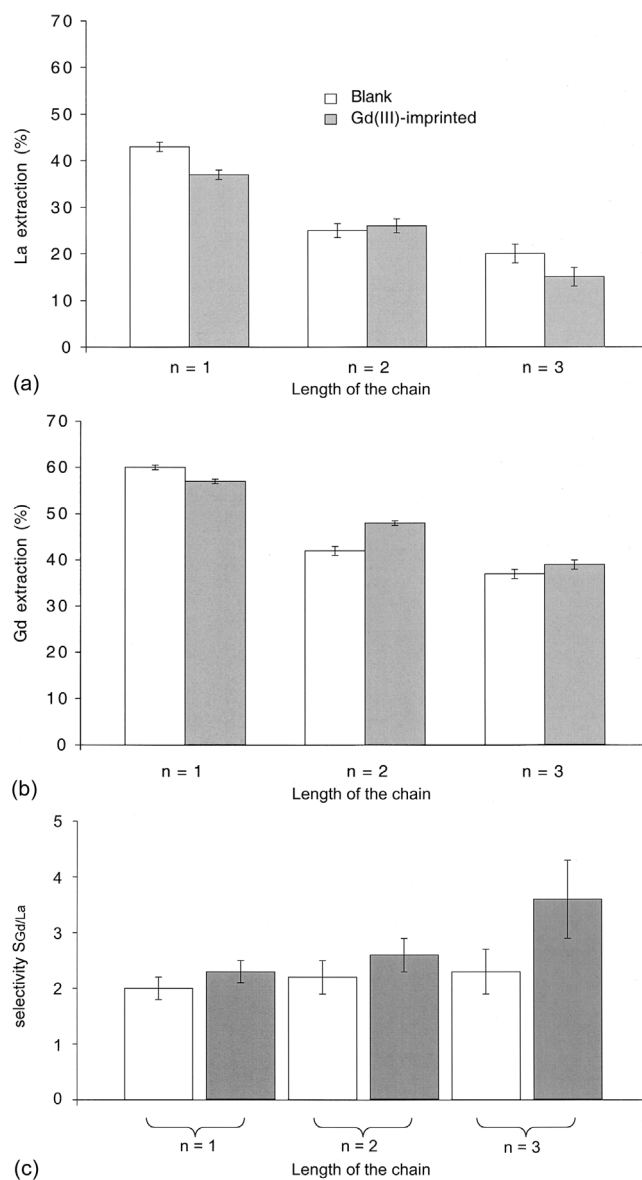 70
60
50
40
30
20
10
0
La extraction (%)
Blank
Gd(III)-imprinted
n = 1 n = 2 n = 3
(a) Length of the chain
70
60
50
40
30
20
10
0
Gd extraction (%)
n = 1 n = 2 n = 3
(b) Length of the chain
5
4
3
2
1
0
selectivity SGd/La
n = 1 n = 2 n = 3
(c) Length of the chain